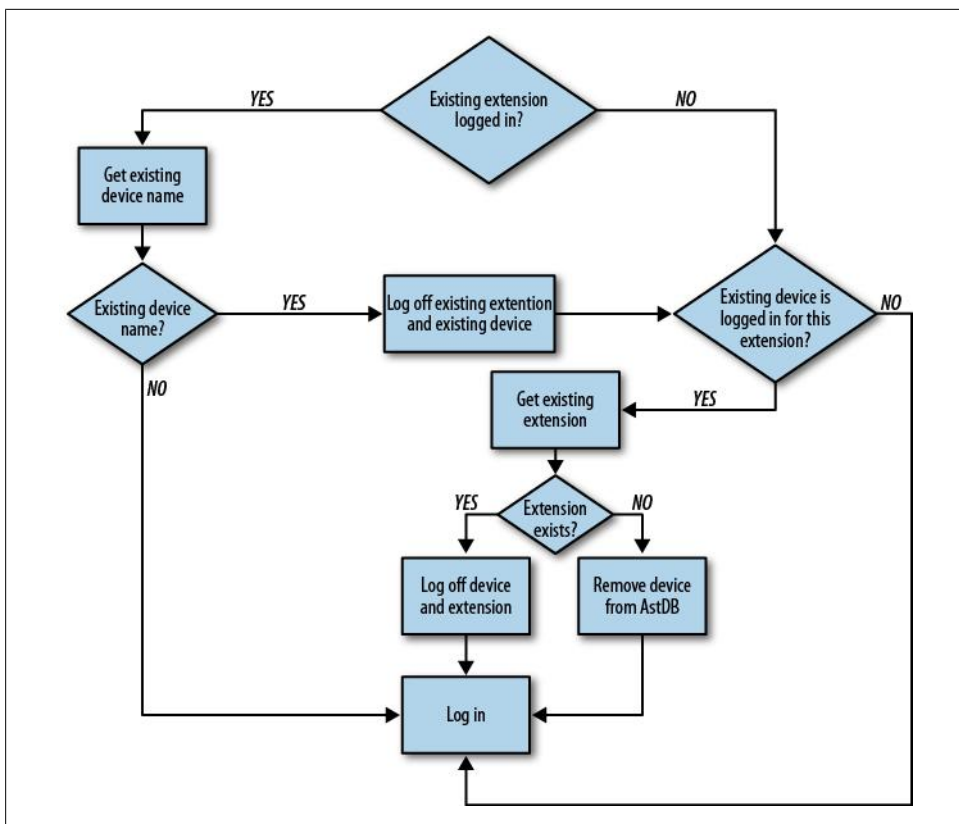 YES
Existing extension
logged in?
NO
Get existing
device name
Existing device
name?
YES
Log off existing extention
and existing device
Existing device is
logged in for this
extension?
NO
NO
Get existing
extension
YES
YES
Extension
exists?
NO
Log off device
and extension
Remove device
from AstDB
Log in